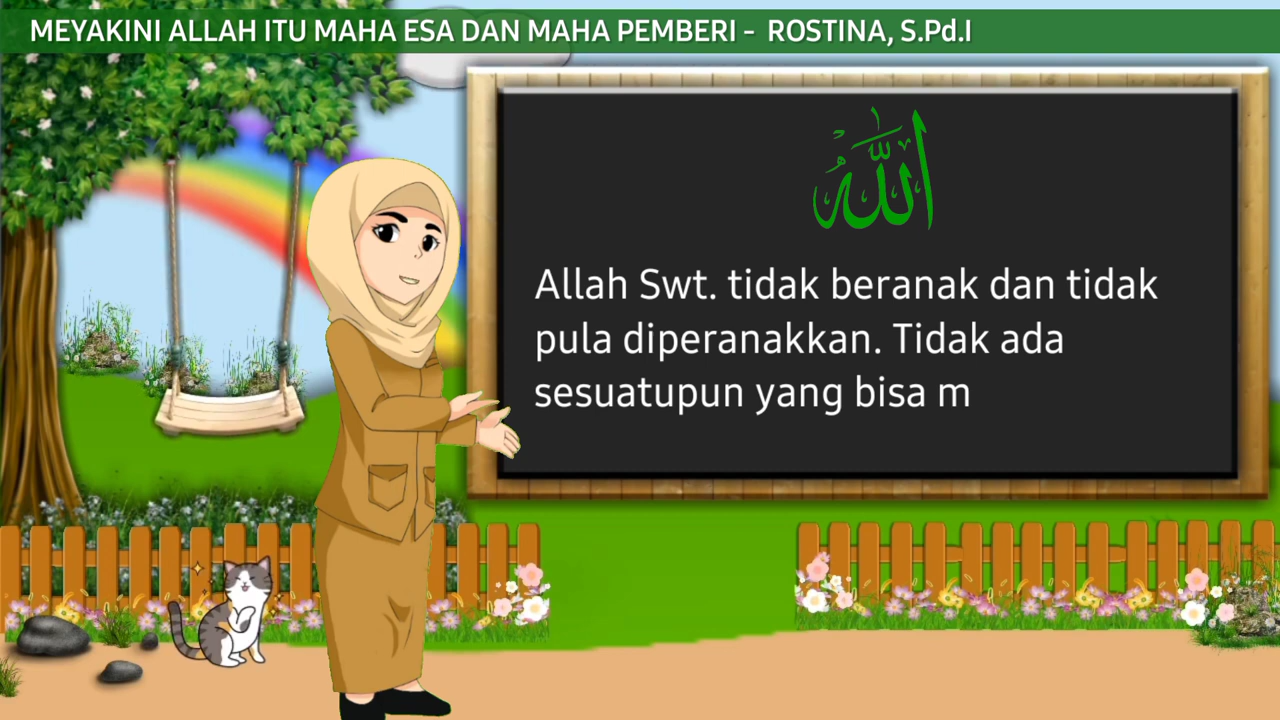 MEYAKINI ALLAH ITU MAHA ESA DAN MAHA PEMBERI - ROSTINA, S.Pd.I
الله
Allah Swt. tidak beranak dan tidak
pula diperanakkan. Tidak ada
sesuatupun yang bisa m